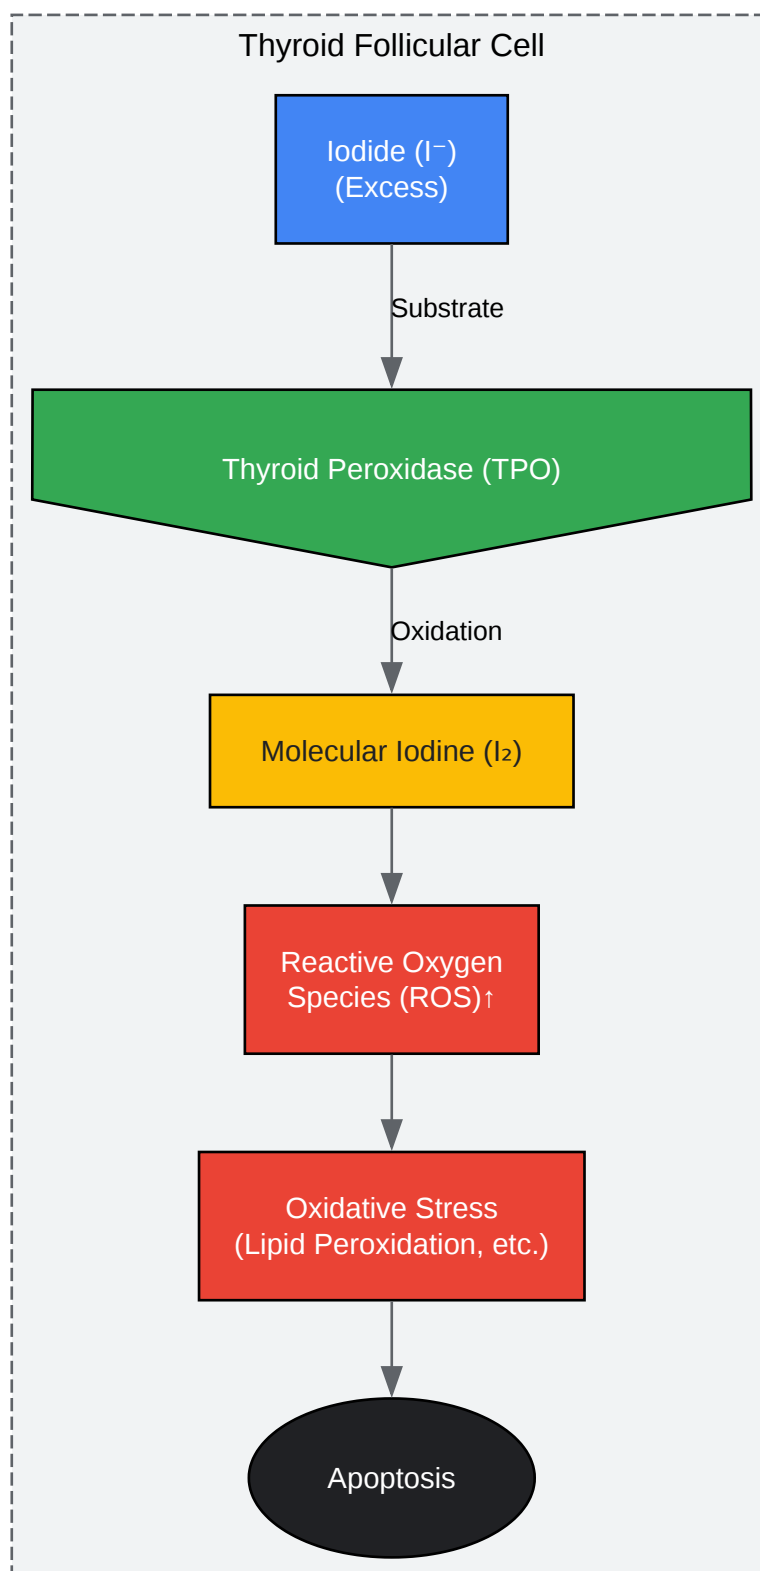 Thyroid Follicular Cell
Iodide (I⁻)
(Excess)
Substrate
Thyroid Peroxidase (TPO)
Oxidation
Molecular Iodine (I₂)
Reactive Oxygen
Species (ROS)↑
Oxidative Stress
(Lipid Peroxidation, etc.)
Apoptosis